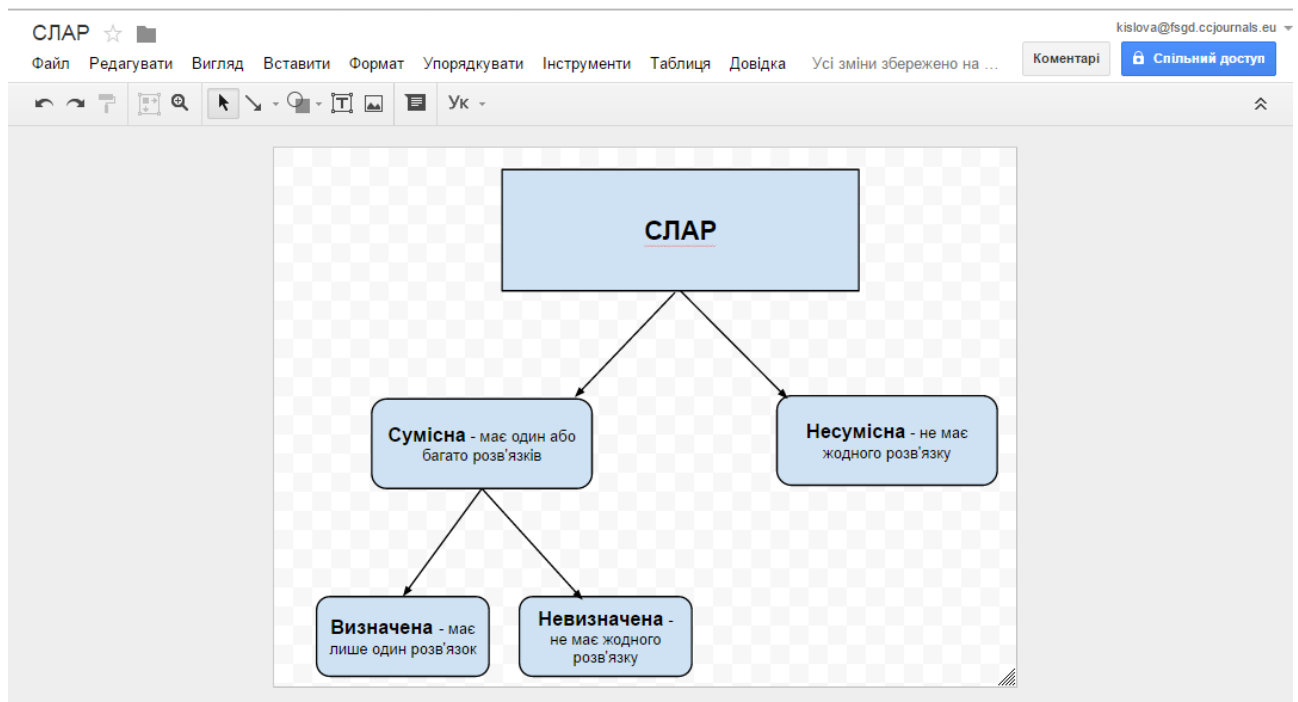 СЛАР
kislova@fsgd.ccjournals.eu
Файл Редагувати Вигляд Вставити Формат Упорядкувати Інструменти Таблиця Довідка Усі зміни збережено на ...
Коментарі
Спільний доступ
Ук
СЛАР
Сумісна - має один або
багато розв'язків
Несумісна - не має
жодного розв'язку
Визначена - має
лише один розв'язок
Невизначена -
не має жодного
розв'язку